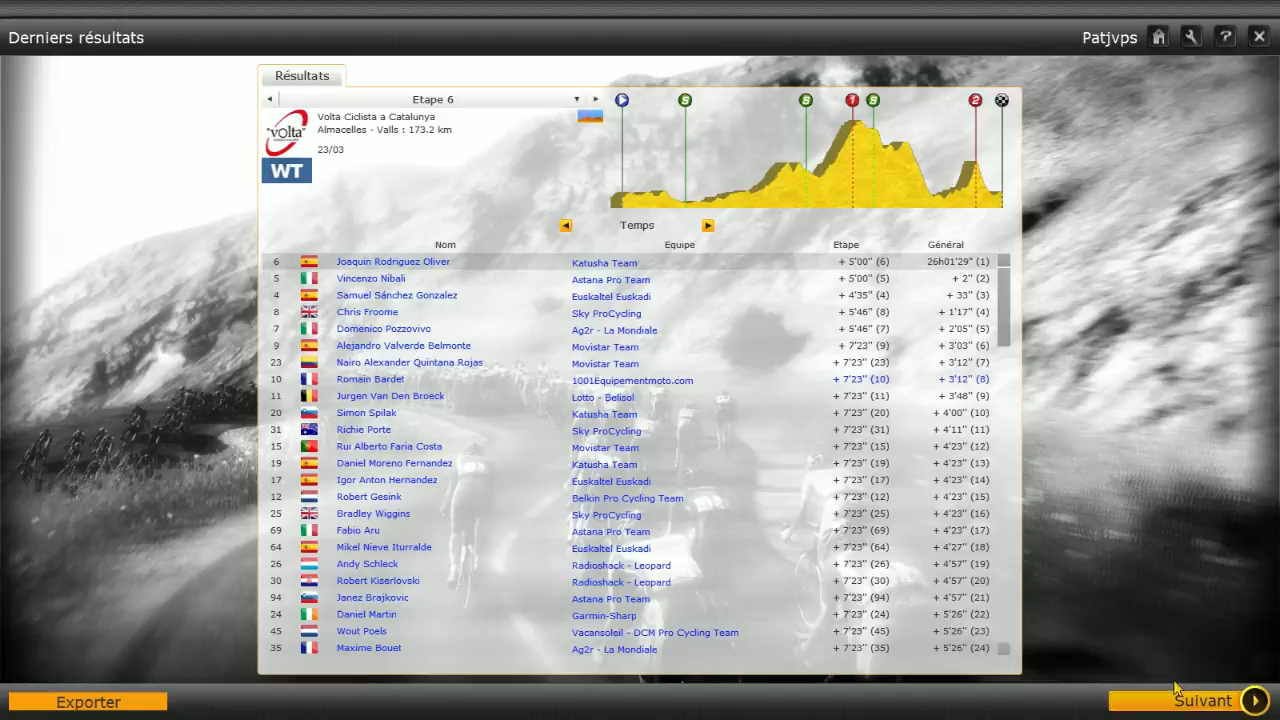 Derniers résultats
Patjvps
Résultats
Etape 6
Volta Ciclista a Catalunya
Almacelles - Valls : 173.2 km
23/03
"volta"
WT
S S 1 S 2
Temps
Nom Equipe Etape Général
6 Joaquin Rodriguez Oliver Katusha Team + 5'00" (6) 26h01'29" (1)
5 Vincenzo Nibali Astana Pro Team + 5'00" (5) + 2" (2)
4 Samuel Sánchez Gonzalez Euskaltel Euskadi + 4'35" (4) + 33" (3)
8 Chris Froome Sky ProCycling + 5'46" (8) + 1'17" (4)
7 Domenico Pozzovivo Ag2r - La Mondiale + 5'46" (7) + 2'05" (5)
9 Alejandro Valverde Belmonte Movistar Team + 7'23" (9) + 3'03" (6)
23 Nairo Alexander Quintana Rojas Movistar Team + 7'23" (23) + 3'12" (7)
10 Romain Bardet 1001Equipementmoto.com + 7'23" (10) + 3'12" (8)
11 Jurgen Van Den Broeck Lotto - Belisol + 7'23" (11) + 3'48" (9)
20 Simon Spilak Katusha Team + 7'23" (20) + 4'00" (10)
31 Richie Porte Sky ProCycling + 7'23" (31) + 4'11" (11)
15 Rui Alberto Faria Costa Movistar Team + 7'23" (15) + 4'23" (12)
19 Daniel Moreno Fernandez Katusha Team + 7'23" (19) + 4'23" (13)
17 Igor Anton Hernandez Euskaltel Euskadi + 7'23" (17) + 4'23" (14)
12 Robert Gesink Belkin Pro Cycling Team + 7'23" (12) + 4'23" (15)
25 Bradley Wiggins Sky ProCycling + 7'23" (25) + 4'23" (16)
69 Fabio Aru Astana Pro Team + 7'23" (69) + 4'23" (17)
64 Mikel Nieve Iturralde Euskaltel Euskadi + 7'23" (64) + 4'27" (18)
26 Andy Schleck Radioshack - Leopard + 7'23" (26) + 4'57" (19)
30 Robert Kiserlovski Radioshack - Leopard + 7'23" (30) + 4'57" (20)
94 Janez Brajkovic Astana Pro Team + 7'23" (94) + 4'57" (21)
24 Daniel Martin Garmin-Sharp + 7'23" (24) + 5'26" (22)
45 Wout Poels Vacansoleil - DCM Pro Cycling Team + 7'23" (45) + 5'26" (23)
35 Maxime Bouet Ag2r - La Mondiale + 7'23" (35) + 5'26" (24)
Exporter
Suivant